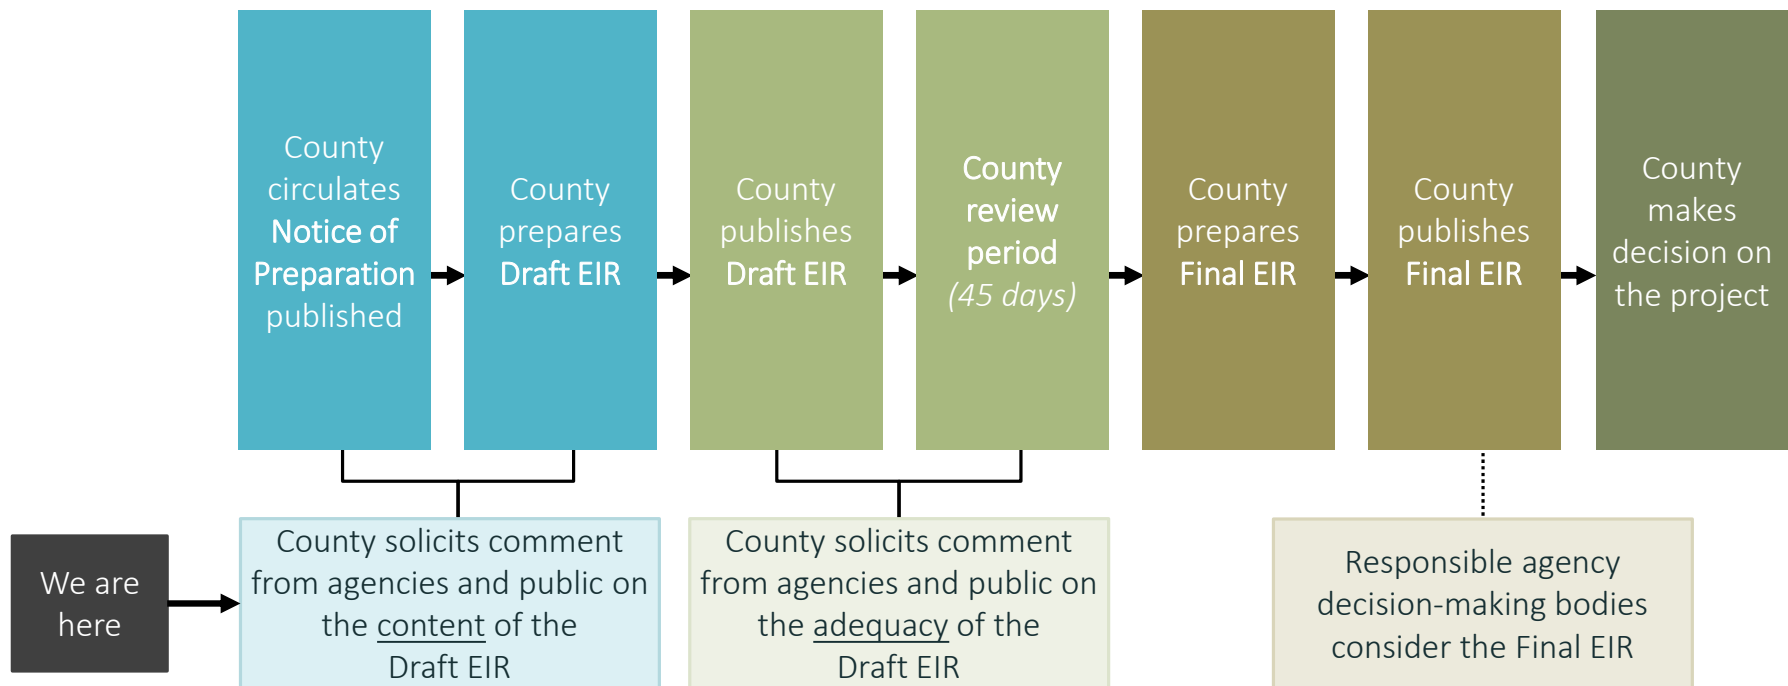 County
circulates
Notice of
Preparation
published
County
prepares
Draft EIR
County
publishes
Draft EIR
County
review
period
(45 days)
County
prepares
Final EIR
County
publishes
Final EIR
County
makes
decision on
the project
We are
here
County solicits comment
from agencies and public on
the content of the
Draft EIR
County solicits comment
from agencies and public on
the adequacy of the
Draft EIR
Responsible agency
decision-making bodies
consider the Final EIR